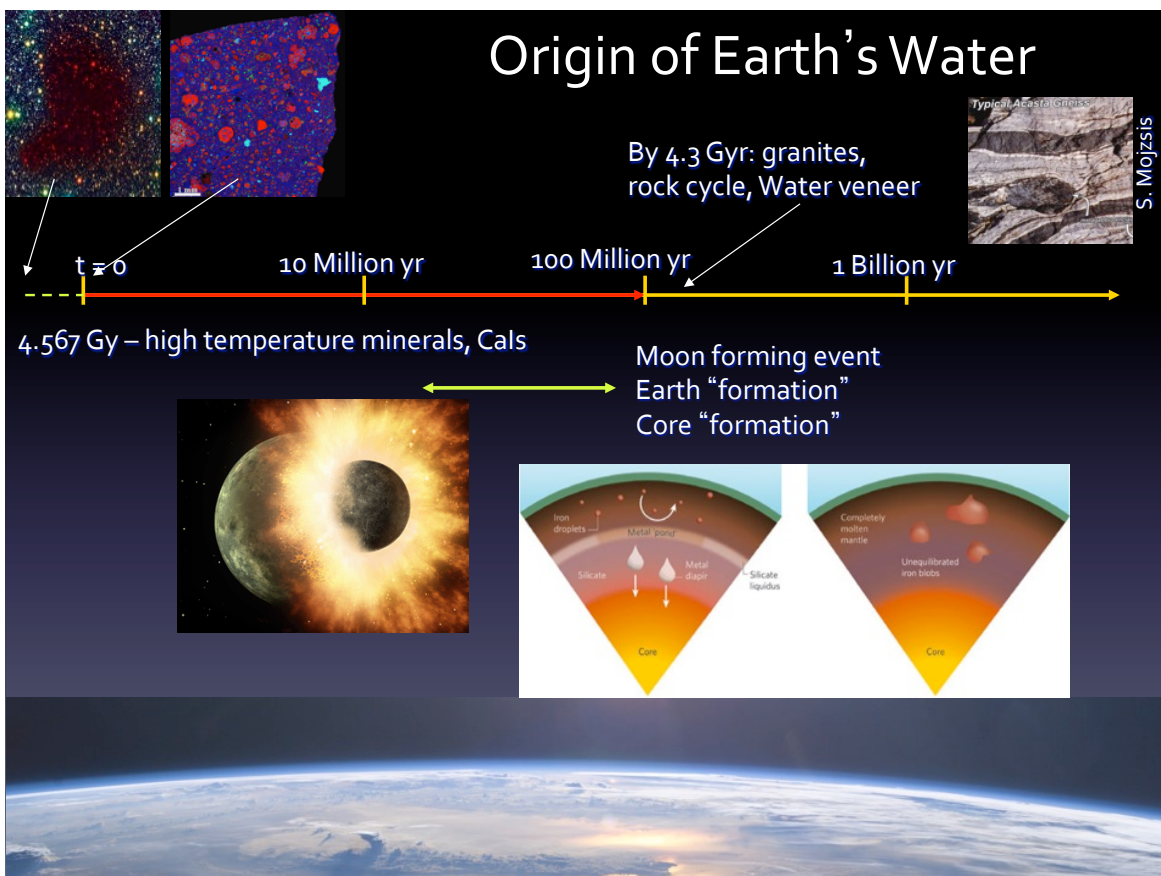 Origin of Earth’s Water
Typical Acasta Gneiss
S. Mojzsis
By 4.3 Gyr: granites,
rock cycle, Water veneer
1 mm
t = 0
10 Million yr
100 Million yr
1 Billion yr
4.567 Gy – high temperature minerals, CaIs
Moon forming event
Earth “formation”
Core “formation”
Iron
droplets
Metal pond
Silicate
Metal
diapir
Silicate
liquidus
Core
Completely
molten
mantle
Unequilibrated
iron blobs
Core